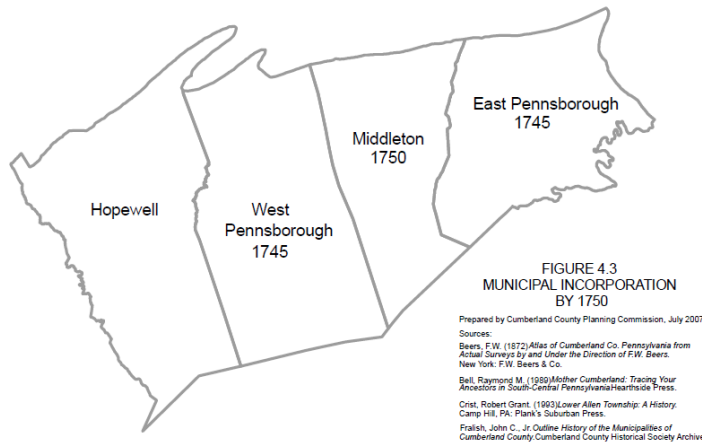 East Pennsborough
1745
Middleton
1750
Hopewell
West
Pennsborough
1745
FIGURE 4.3
MUNICIPAL INCORPORATION
BY 1750
Prepared by Cumberland County Planning Commission, July 2007
Sources:
Beers, F.W. (1872)Atlas of Cumberland Co. Pennsylvania from
Actual Surveys by and Under the Direction of F.W. Beers.
New York: F.W. Beers & Co.
Bell, Raymond M. (1989)Mother Cumberland: Tracing Your
Ancestors in South-Central PennsylvaniaHearthside Press.
Crist, Robert Grant. (1993)Lower Allen Township: A History.
Camp Hill, PA: Plank's Suburban Press.
Fralish, John C., Jr.Outline History of the Municipalities of
Cumberland County.Cumberland County Historical Society Archive